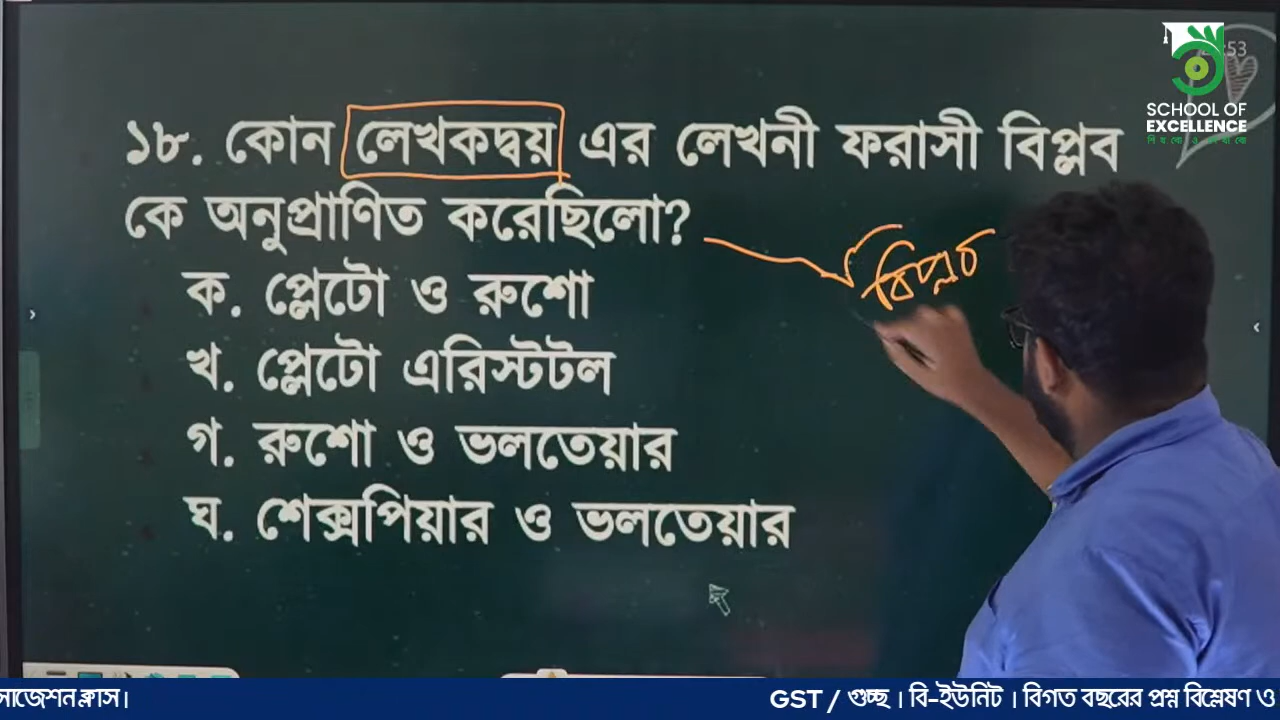 SCHOOL OF
EXCELLENCE
১৮. কোন লেখকদ্বয় এর লেখনী ফরাসী বিপ্লব
কে অনুপ্রাণিত করেছিলো?
বিপ্লব
ক. প্লেটো ও রুশো
খ. প্লেটো এরিস্টটল
গ. রুশো ও ভলতেয়ার
ঘ. শেক্সপিয়ার ও ভলতেয়ার
সাজেশন ক্লাস। GST / গুচ্ছ । বি-ইউনিট । বিগত বছরের প্রশ্ন বিশ্লেষণ ও